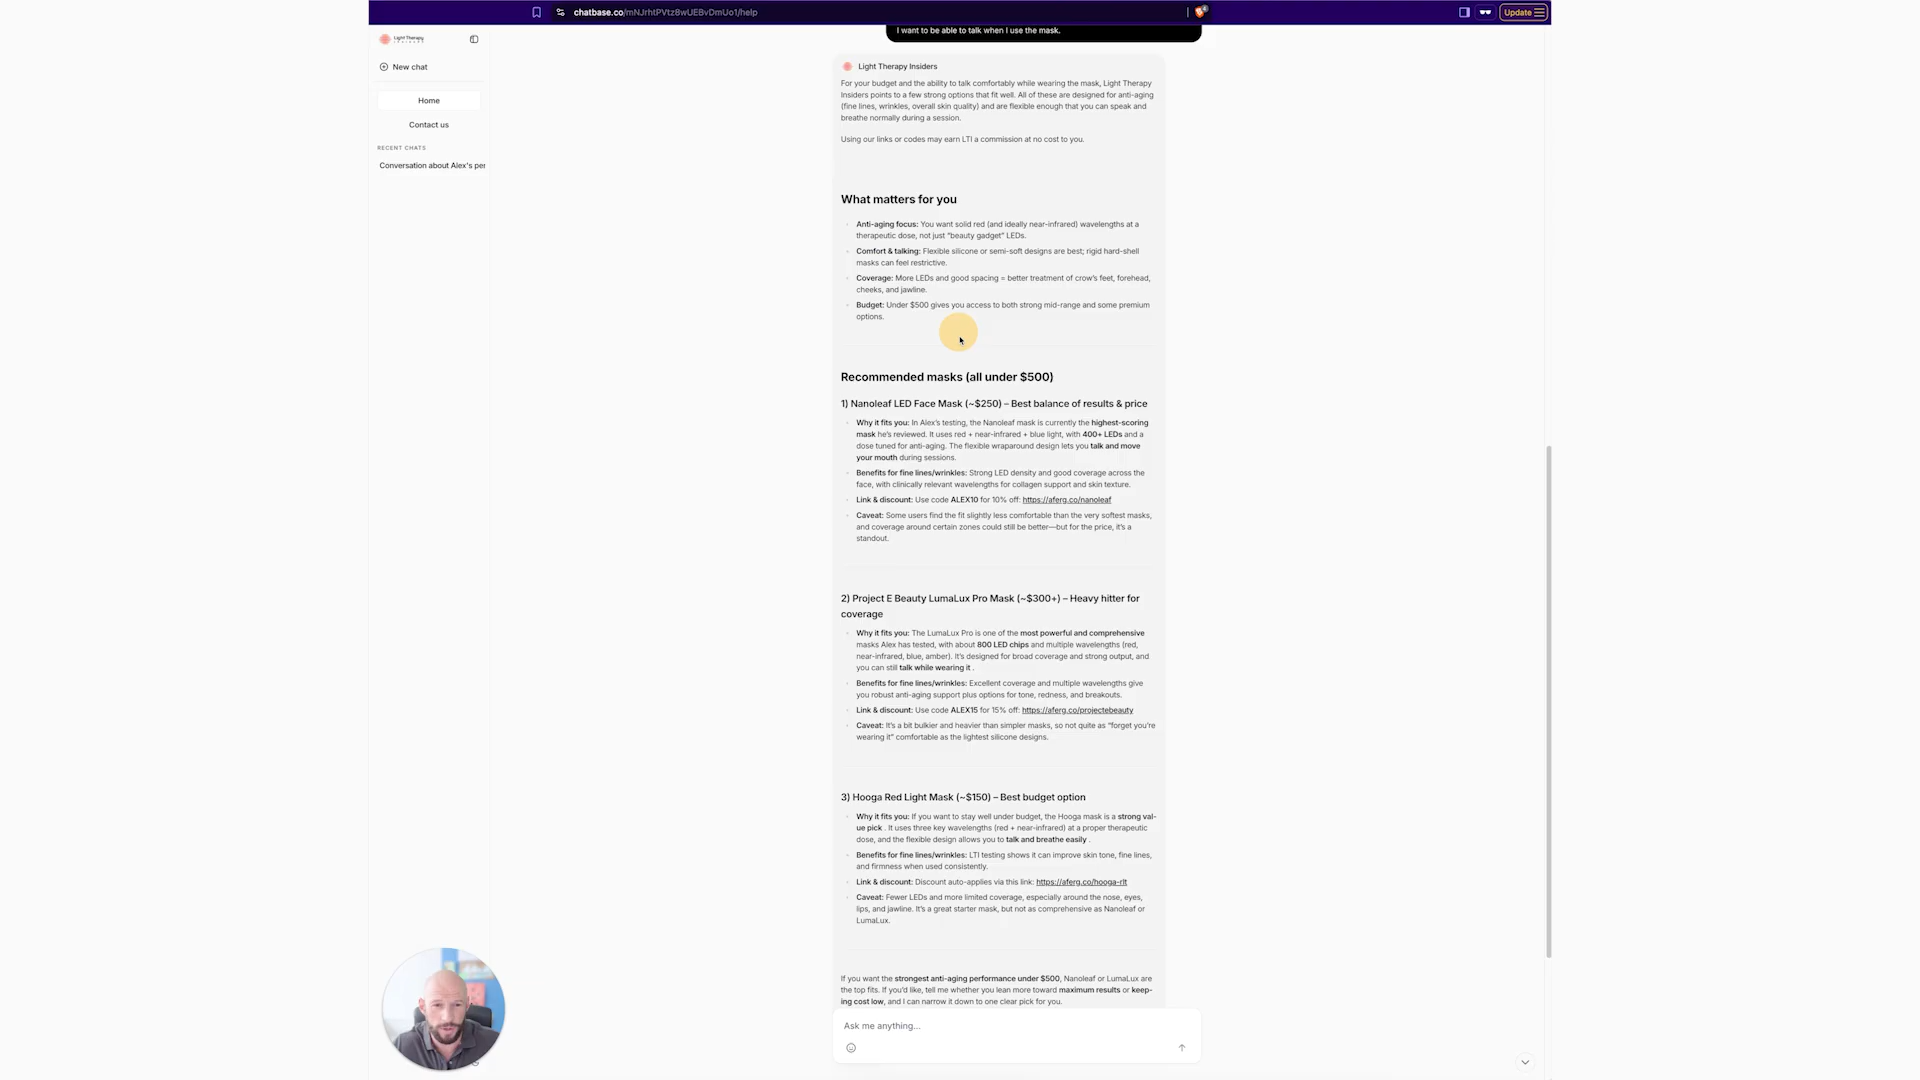 chatbase.co/mNJrhtPVtz8wUEBvDmUo1/help
Update
Light Therapy
INSIDERS
New chat
Home
Contact us
RECENT CHATS
Conversation about Alex's per
I want to be able to talk when I use the mask.
Light Therapy Insiders
For your budget and the ability to talk comfortably while wearing the mask, Light Therapy
Insiders points to a few strong options that fit well. All of these are designed for anti-aging
(fine lines, wrinkles, overall skin quality) and are flexible enough that you can speak and
breathe normally during a session.
Using our links or codes may earn LTI a commission at no cost to you.
What matters for you
Anti-aging focus: You want solid red (and ideally near-infrared) wavelengths at a
therapeutic dose, not just “beauty gadget” LEDs.
Comfort & talking: Flexible silicone or semi-soft designs are best; rigid hard-shell
masks can feel restrictive.
Coverage: More LEDs and good spacing = better treatment of crow’s feet, forehead,
cheeks, and jawline.
Budget: Under $500 gives you access to both strong mid-range and some premium
options.
Recommended masks (all under $500)
1) Nanoleaf LED Face Mask (~$250) – Best balance of results & price
Why it fits you: In Alex’s testing, the Nanoleaf mask is currently the highest-scoring
mask he’s reviewed. It uses red + near-infrared + blue light, with 400+ LEDs and a
dose tuned for anti-aging. The flexible wraparound design lets you talk and move
your mouth during sessions.
Benefits for fine lines/wrinkles: Strong LED density and good coverage across the
face, with clinically relevant wavelengths for collagen support and skin texture.
Link & discount: Use code ALEX10 for 10% off: https://aferg.co/nanoleaf
Caveat: Some users find the fit slightly less comfortable than the very softest masks,
and coverage around certain zones could still be better—but for the price, it’s a
standout.
2) Project E Beauty LumaLux Pro Mask (~$300+) – Heavy hitter for
coverage
Why it fits you: The LumaLux Pro is one of the most powerful and comprehensive
masks Alex has tested, with about 800 LED chips and multiple wavelengths (red,
near-infrared, blue, amber). It’s designed for broad coverage and strong output, and
you can still talk while wearing it .
Benefits for fine lines/wrinkles: Excellent coverage and multiple wavelengths give
you robust anti-aging support plus options for tone, redness, and breakouts.
Link & discount: Use code ALEX15 for 15% off: https://aferg.co/projectebeauty
Caveat: It’s a bit bulkier and heavier than simpler masks, so not quite as “forget you’re
wearing it” comfortable as the lightest silicone designs.
3) Hooga Red Light Mask (~$150) – Best budget option
Why it fits you: If you want to stay well under budget, the Hooga mask is a strong val-
ue pick . It uses three key wavelengths (red + near-infrared) at a proper therapeutic
dose, and the flexible design allows you to talk and breathe easily .
Benefits for fine lines/wrinkles: LTI testing shows it can improve skin tone, fine lines,
and firmness when used consistently.
Link & discount: Discount auto-applies via this link: https://aferg.co/hooga-rlt
Caveat: Fewer LEDs and more limited coverage, especially around the nose, eyes,
lips, and jawline. It’s a great starter mask, but not as comprehensive as Nanoleaf or
LumaLux.
If you want the strongest anti-aging performance under $500, Nanoleaf or LumaLux are
the top fits. If you’d like, tell me whether you lean more toward maximum results or keep-
ing cost low, and I can narrow it down to one clear pick for you.
Ask me anything...